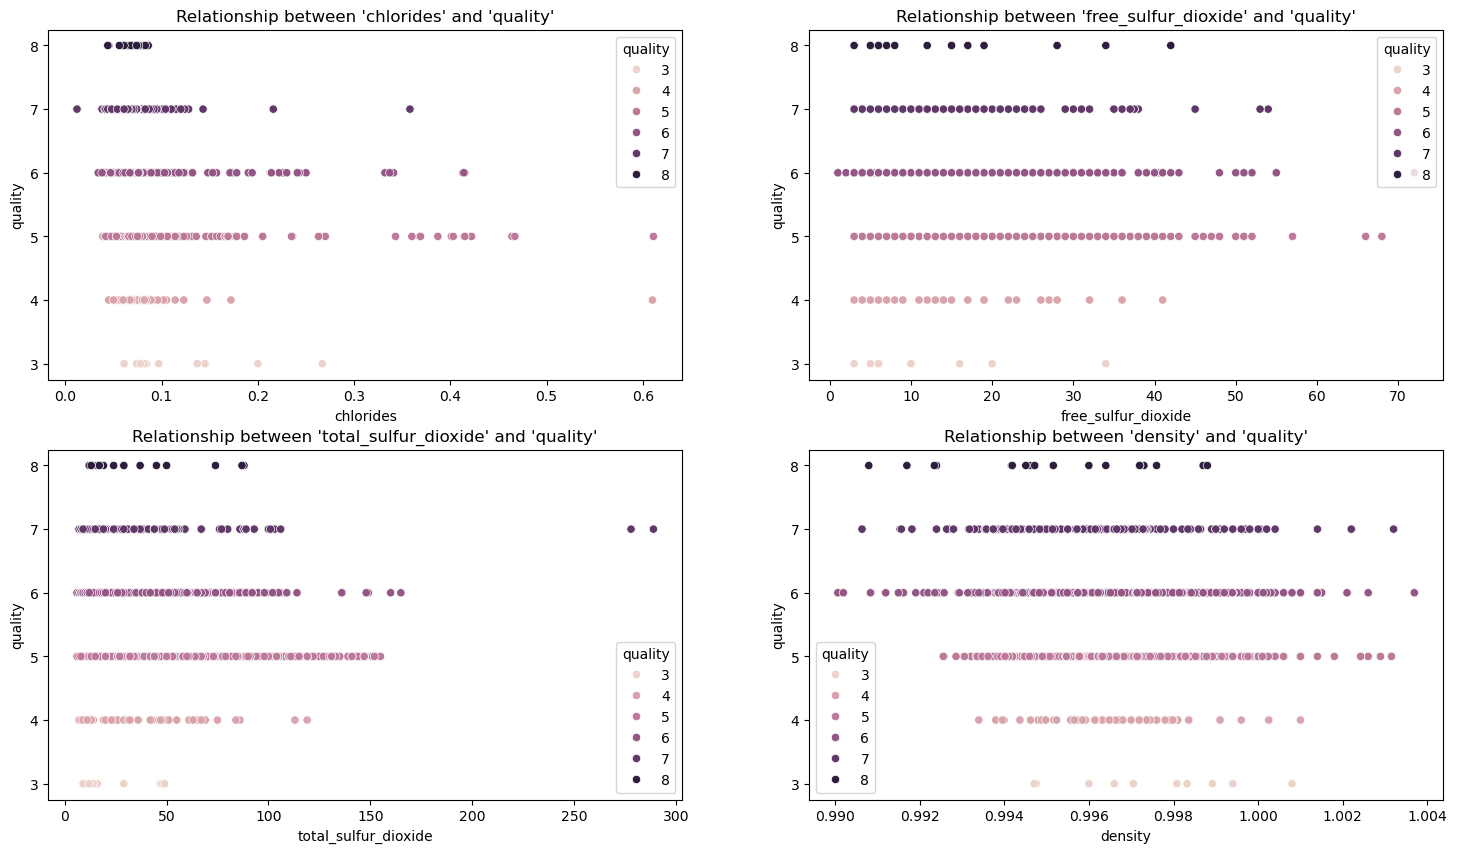 Relationship between 'chlorides' and 'quality'
quality
8
7
6
5
4
3
quality
3
4
5
6
7
8
0.0 0.1 0.2 0.3 0.4 0.5 0.6
chlorides
Relationship between 'free_sulfur_dioxide' and 'quality'
quality
8
7
6
5
4
3
quality
3
4
5
6
7
8
0 10 20 30 40 50 60 70
free_sulfur_dioxide
Relationship between 'total_sulfur_dioxide' and 'quality'
quality
8
7
6
5
4
3
quality
3
4
5
6
7
8
0 50 100 150 200 250 300
total_sulfur_dioxide
Relationship between 'density' and 'quality'
quality
8
7
6
5
4
3
quality
3
4
5
6
7
8
0.990 0.992 0.994 0.996 0.998 1.000 1.002 1.004
density